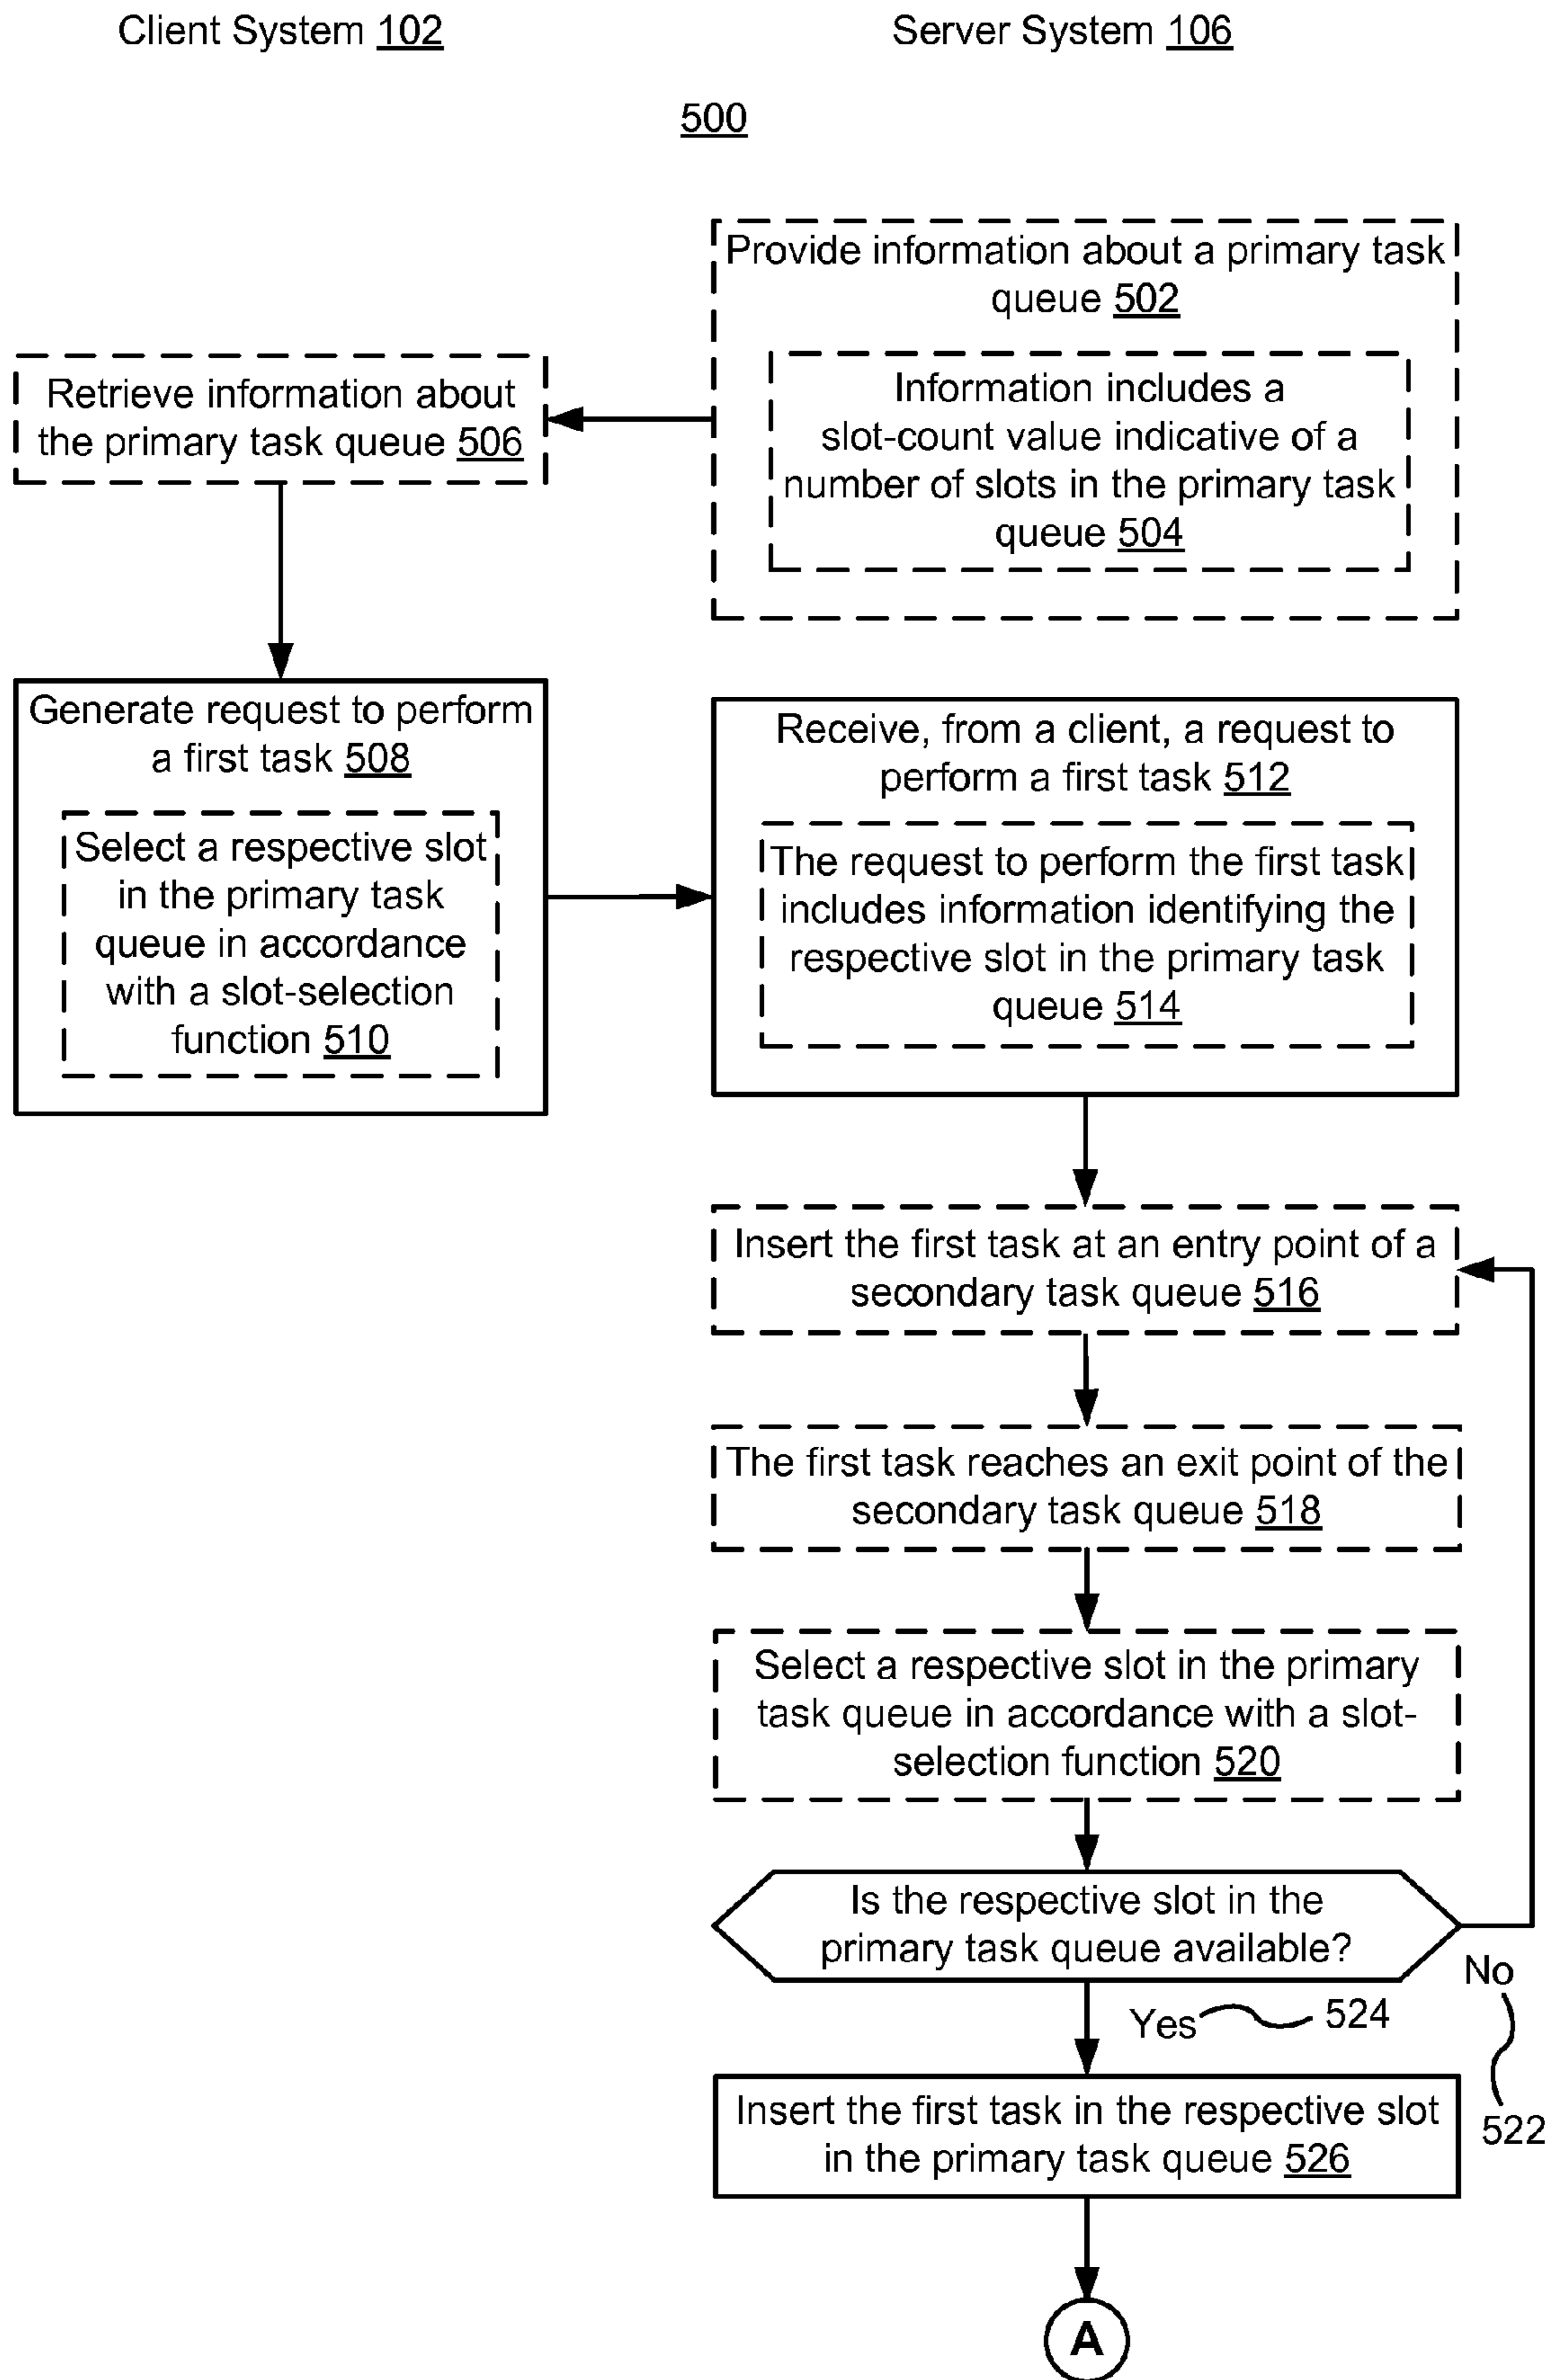 Client System 102
Server System 106
500
Provide information about a primary task
queue 502
Information includes a
slot-count value indicative of a
number of slots in the primary task
queue 504
Retrieve information about
the primary task queue 506
Generate request to perform
a first task 508
Select a respective slot
in the primary task
queue in accordance
with a slot-selection
function 510
Receive, from a client, a request to
perform a first task 512
The request to perform the first task
includes information identifying the
respective slot in the primary task
queue 514
Insert the first task at an entry point of a
secondary task queue 516
The first task reaches an exit point of the
secondary task queue 518
Select a respective slot in the primary
task queue in accordance with a slot-
selection function 520
Is the respective slot in the
primary task queue available?
No
522
Yes
524
Insert the first task in the respective slot
in the primary task queue 526
A